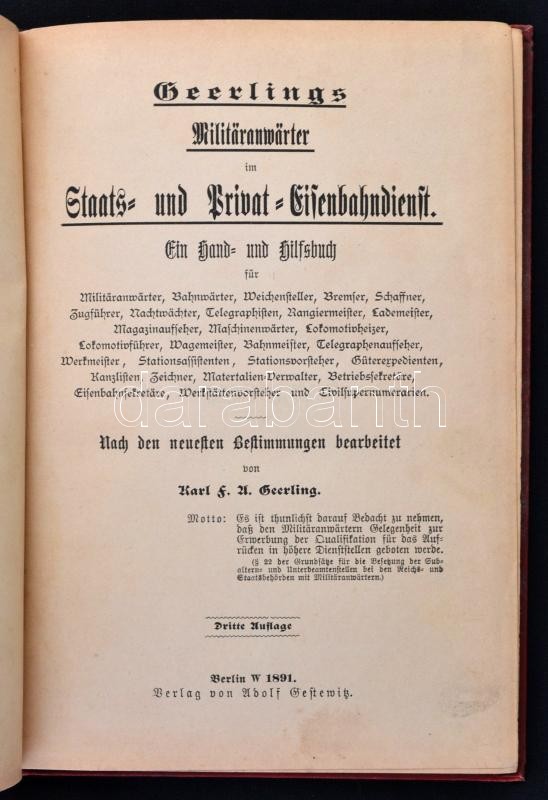 Geerlings
Militäranwärter
im
Staats- und Privat-Eisenbahndienst.
Ein Hand- und Hilfsbuch
für
Militäranwärter, Bahnwärter, Weichensteller, Bremser, Schaffner,
Zugführer, Nachtwächter, Telegraphisten, Rangiermeister, Lademeister,
Magazinaufseher, Maschinenwärter, Lokomotivheizer,
Lokomotivführer, Wagemeister, Bahnmeister, Telegraphenaufseher,
Werkmeister, Stationsassistenten, Stationsvorsteher, Güterexpedienten,
Kanzlisten, Zeichner, Matertalien-Verwalter, Betriebssekretäre,
Eisenbahnsekretäre, Werkstättenvorsteher und Civilsupernumerarien.
darabanth
Nach den neuesten Bestimmungen bearbeitet
von
Karl F. A. Geerling.
Motto: Es ist thunlichst darauf Bedacht zu nehmen,
daß den Militäranwärtern Gelegenheit zur
Erwerbung der Qualifikation für das Auf-
rücken in höhere Dienststellen geboten werde.
(§ 22 der Grundsätze für die Besetzung der Sub-
altern- und Unterbeamtenstellen bei den Reichs- und
Staatsbehörden mit Militäranwärtern.)
Dritte Auflage
Berlin W 1891.
Verlag von Adolf Gestewitz.